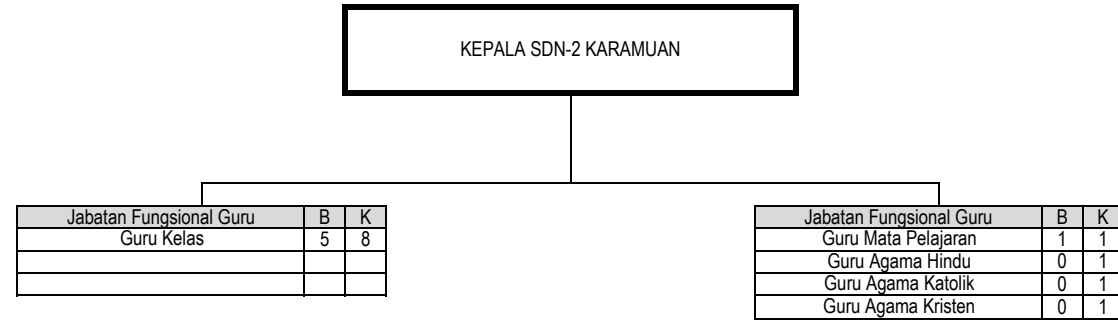 KEPALA SDN-2 KARAMUAN
Jabatan Fungsional Guru B K
Guru Kelas 5 8
Jabatan Fungsional Guru B K
Guru Mata Pelajaran 1 1
Guru Agama Hindu 0 1
Guru Agama Katolik 0 1
Guru Agama Kristen 0 1